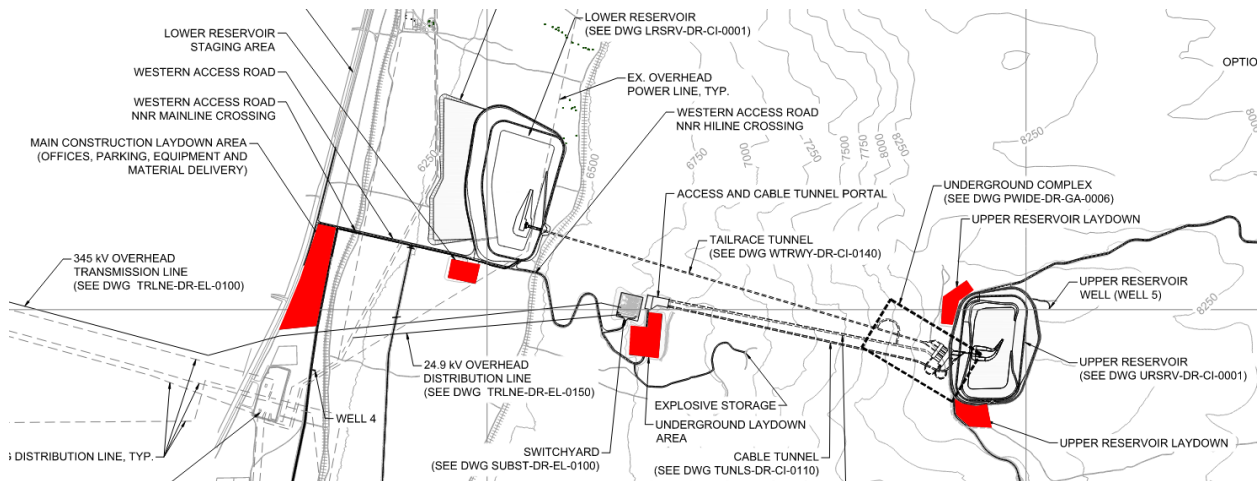 LOWER RESERVOIR
STAGING AREA
WESTERN ACCESS ROAD
WESTERN ACCESS ROAD
NNR MAINLINE CROSSING
MAIN CONSTRUCTION LAYDOWN AREA
(OFFICES, PARKING, EQUIPMENT AND
MATERIAL DELIVERY)
LOWER RESERVOIR
(SEE DWG LRSRV-DR-CI-0001)
EX. OVERHEAD
POWER LINE, TYP.
WESTERN ACCESS ROAD
NNR HILINE CROSSING
OPTIO
6250
6500
6750
7000
7250
7500
7750
8000
8250
8250
8000
ACCESS AND CABLE TUNNEL PORTAL
UNDERGROUND COMPLEX
(SEE DWG PWIDE-DR-GA-0006)
UPPER RESERVOIR LAYDOWN
TAILRACE TUNNEL
(SEE DWG WTRWY-DR-CI-0140)
345 kV OVERHEAD
TRANSMISSION LINE
(SEE DWG TRLNE-DR-EL-0100)
UPPER RESERVOIR
WELL (WELL 5)
8250
UPPER RESERVOIR
(SEE DWG URSRV-DR-CI-0001)
24.9 kV OVERHEAD
DISTRIBUTION LINE
(SEE DWG TRLNE-DR-EL-0150)
EXPLOSIVE STORAGE
WELL 4
UNDERGROUND LAYDOWN
AREA
UPPER RESERVOIR LAYDOWN
DISTRIBUTION LINE, TYP.
SWITCHYARD
(SEE DWG SUBST-DR-EL-0100)
CABLE TUNNEL
(SEE DWG TUNLS-DR-CI-0110)